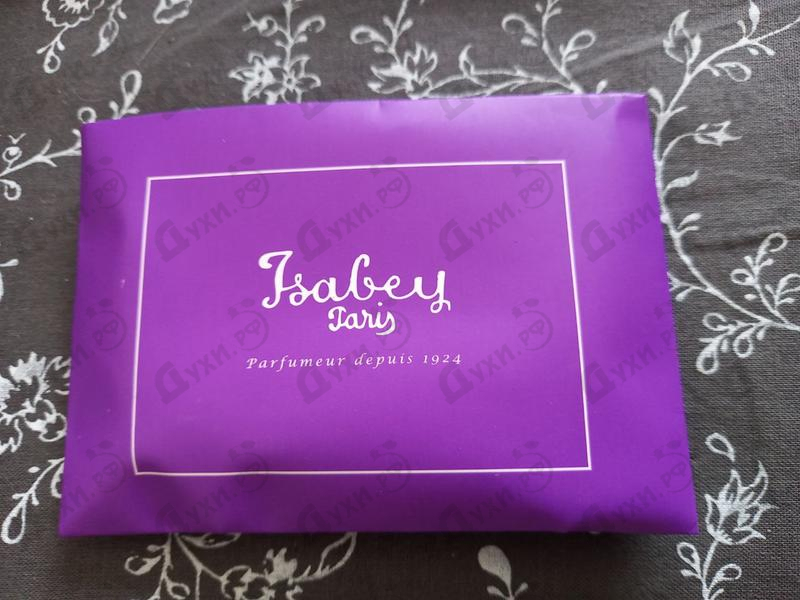 Isabey
Paris
Parfumeur depuis 1924
Духи.рф